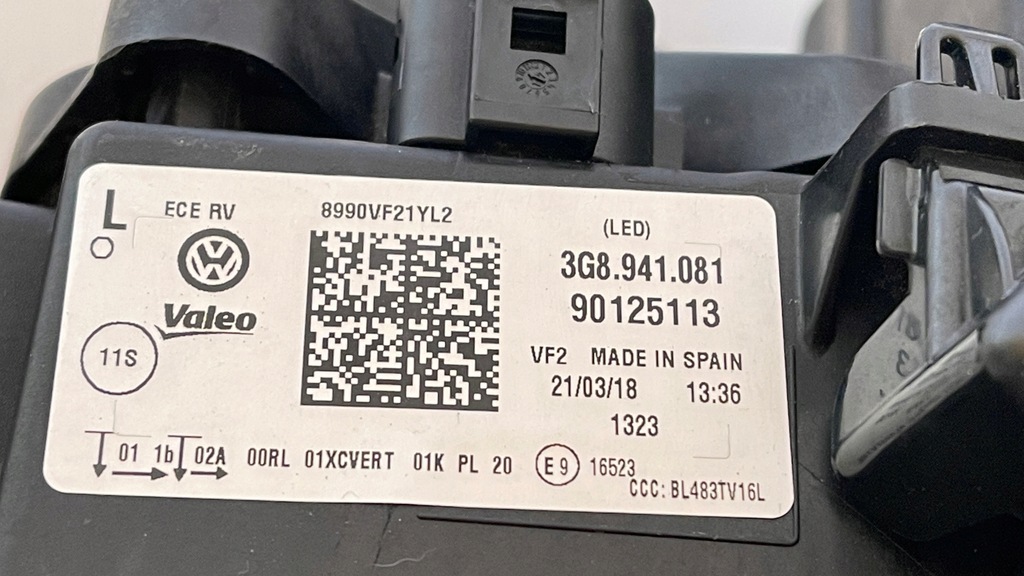 L
ECE RV
8990VF21YL2
(LED)
3G8.941.081
90125113
Valeo
11S
VF2 MADE IN SPAIN
21/03/18 13:36
1323
01 1b 02A 00RL 01XCVERT 01K PL 20 E9 16523
CCC: BL483TV16L